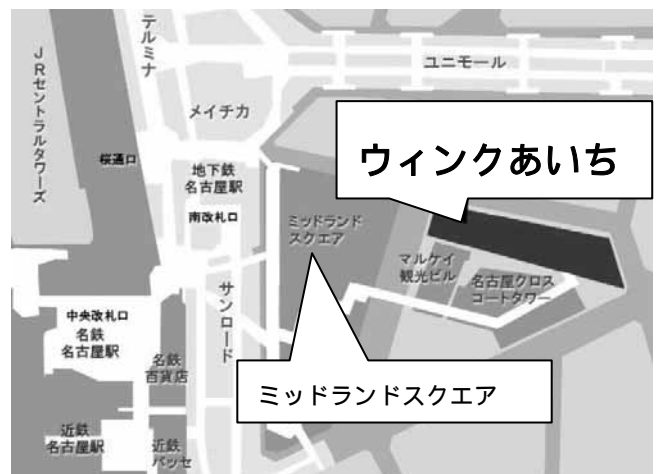 JRセントラルタワーズ
テルミナ
ユニモール
メイチカ
桜通口
地下鉄
名古屋駅
南改札口
ウィンクあいち
ミッドランド
スクエア
マルケイ
観光ビル
名古屋クロス
コートタワー
サンロード
中央改札口
名鉄
名古屋駅
名鉄
百貨店
ミッドランドスクエア
近鉄
名古屋駅
近鉄
パッセ